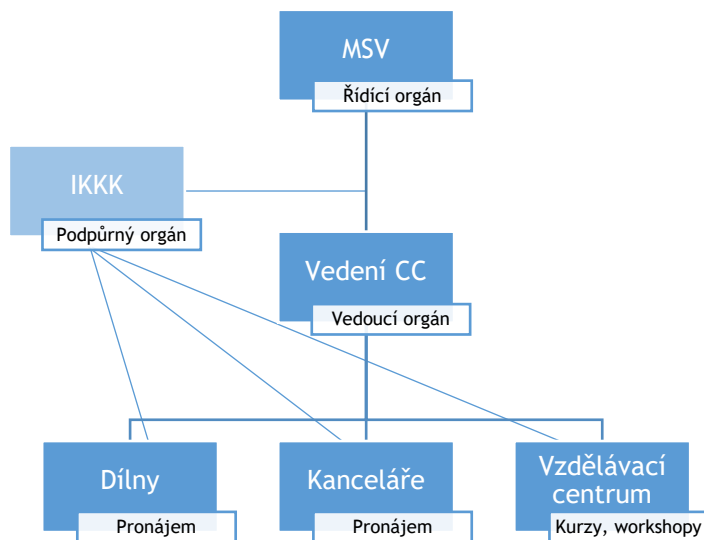 MSV
Řídící orgán
IKKK
Podpůrný orgán
Vedení CC
Vedoucí orgán
Dílny
Pronájem
Kanceláře
Pronájem
Vzdělávací
centrum
Kurzy, workshopy